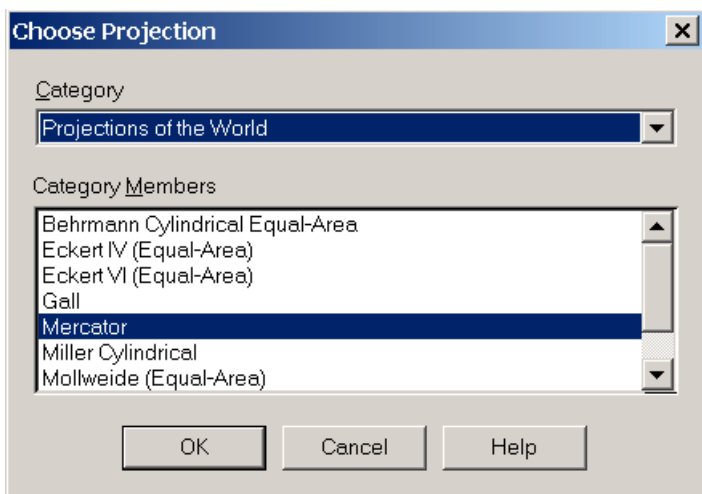 Choose Projection
Category
Projections of the World
Category Members
Behrmann Cylindrical Equal-Area
Eckert IV (Equal-Area)
Eckert VI (Equal-Area)
Gall
Mercator
Miller Cylindrical
Mollweide (Equal-Area)
OK Cancel Help